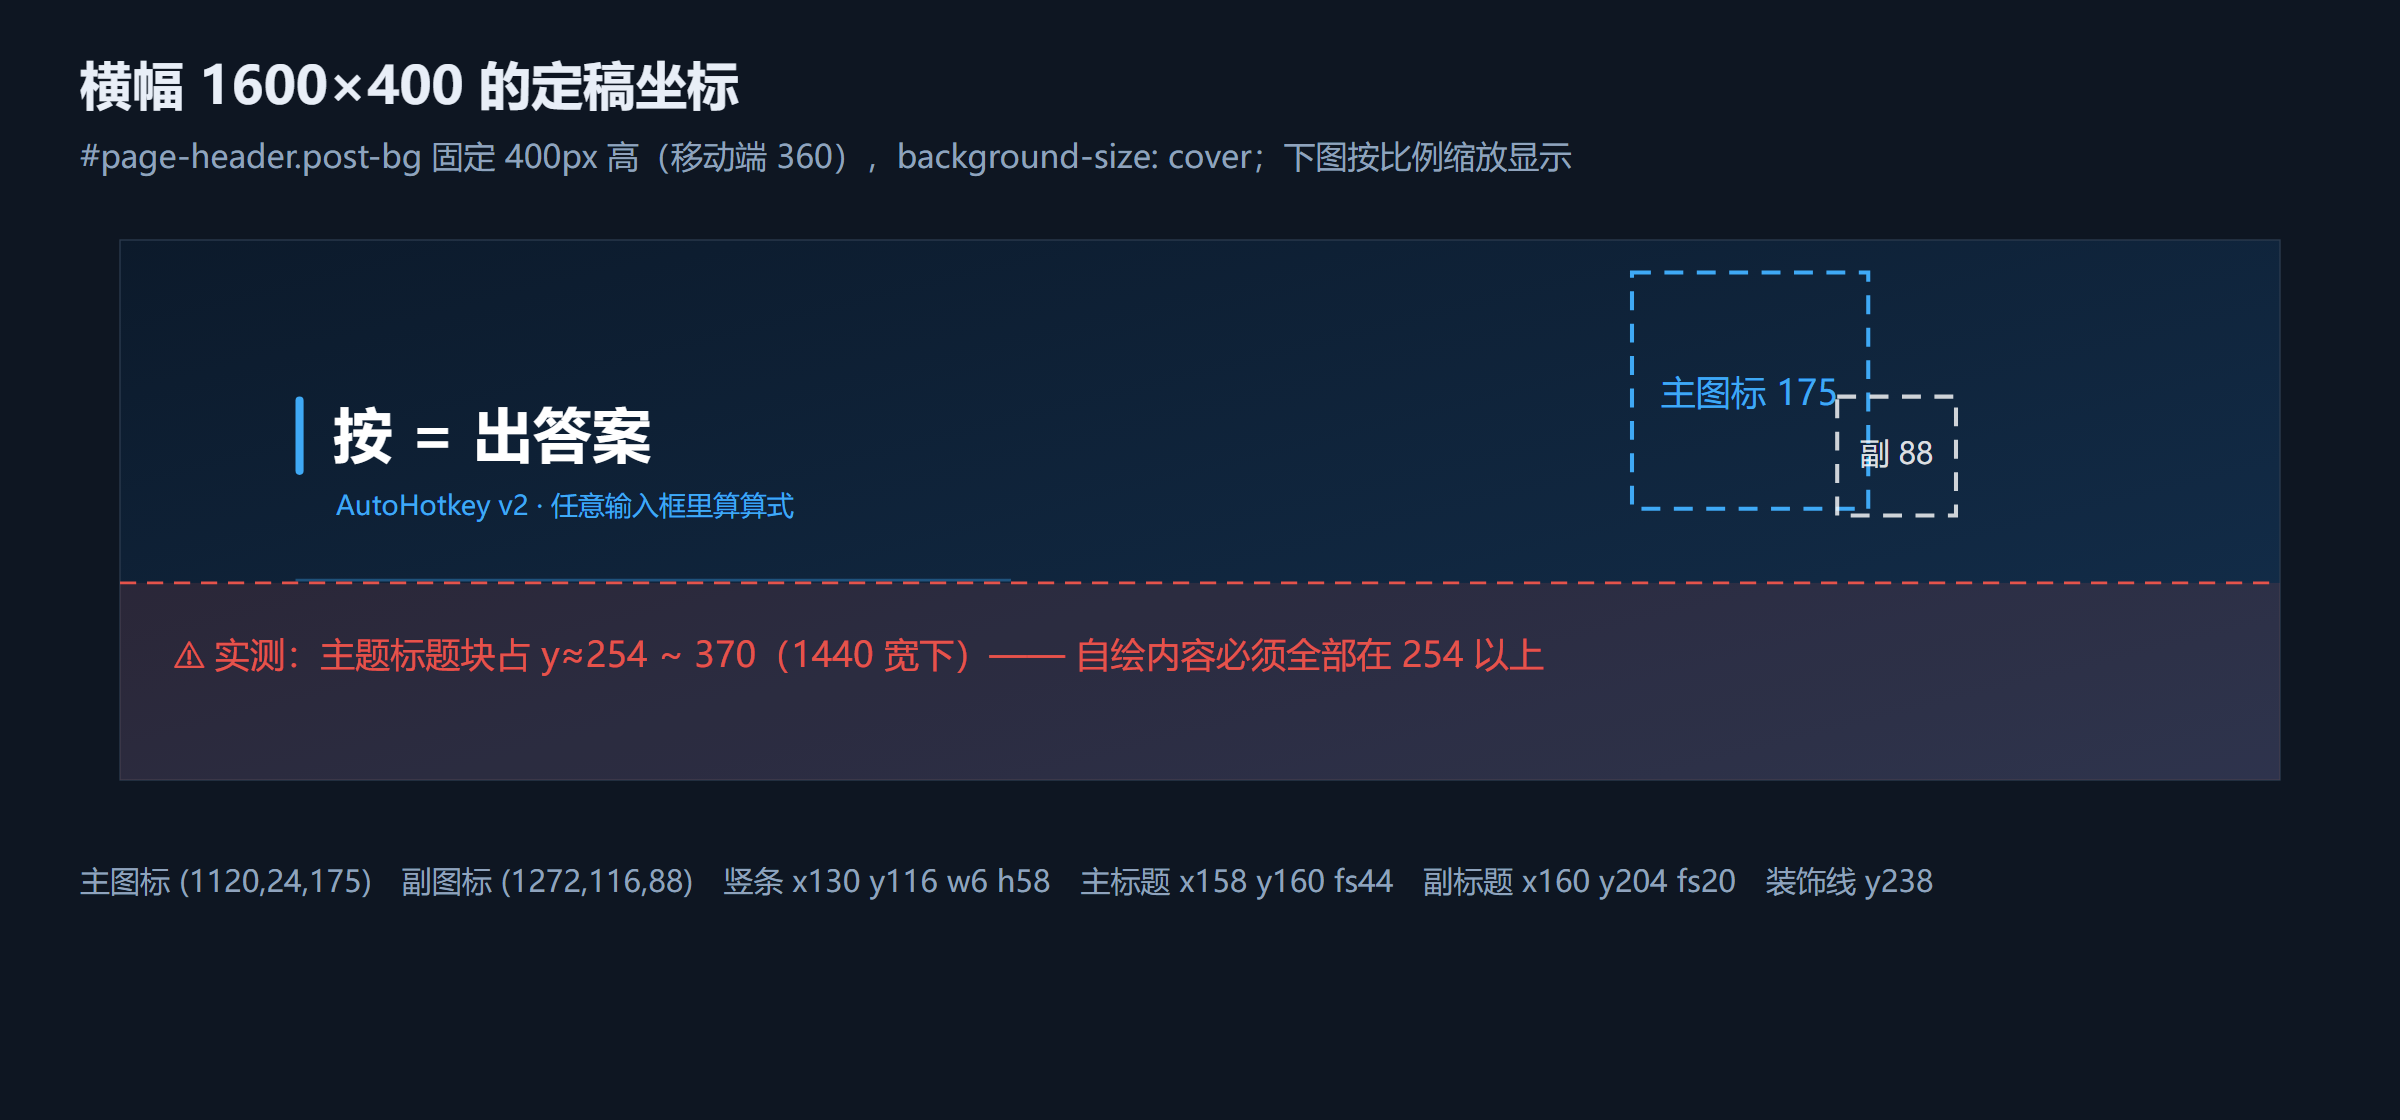 横幅 1600×400 的定稿坐标
#page-header.post-bg 固定 400px 高（移动端 360），background-size: cover；下图按比例缩放显示
主图标 175
按 = 出答案
副 88
AutoHotkey v2 · 任意输入框里算算式
⚠ 实测：主题标题块占 y≈254 ~ 370（1440 宽下）—— 自绘内容必须全部在 254 以上
主图标 (1120,24,175)　副图标 (1272,116,88)　竖条 x130 y116 w6 h58　主标题 x158 y160 fs44　副标题 x160 y204 fs20　装饰线 y238